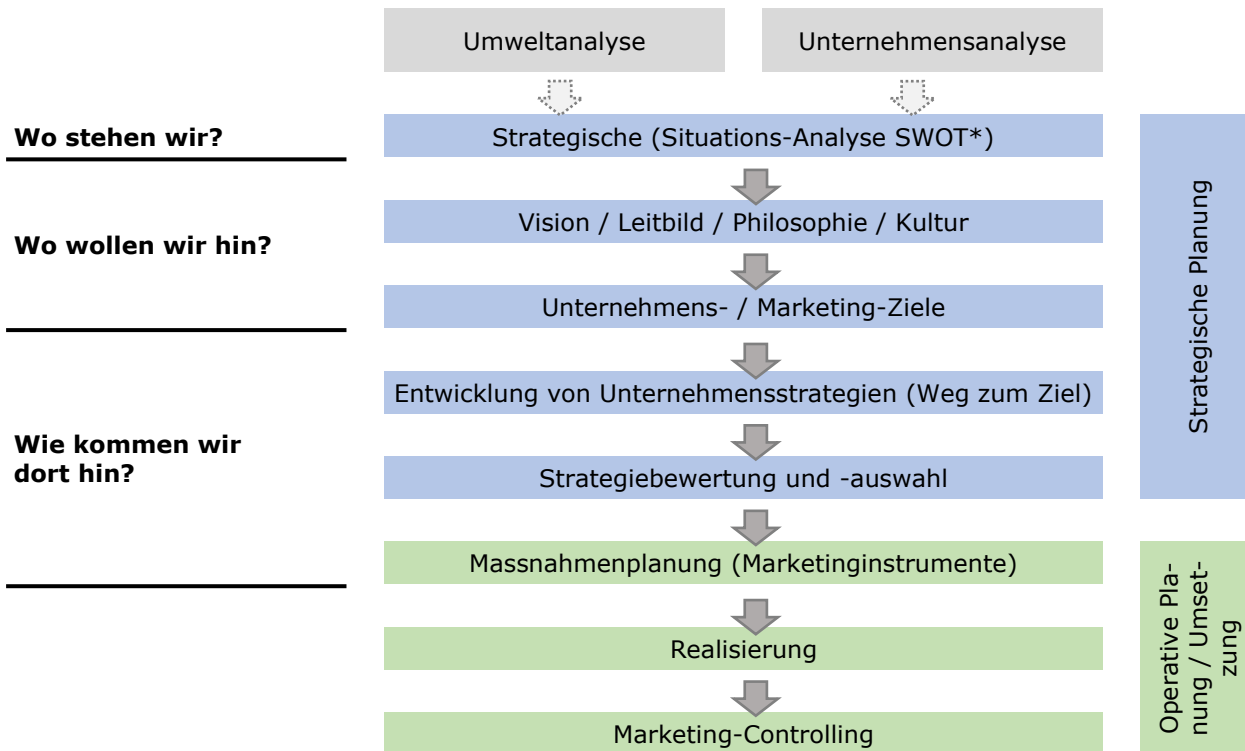 Umweltanalyse
Unternehmensanalyse
Wo stehen wir?
Strategische (Situations-Analyse SWOT*)
Wo wollen wir hin?
Vision / Leitbild / Philosophie / Kultur
Unternehmens- / Marketing-Ziele
Wie kommen wir
dort hin?
Entwicklung von Unternehmensstrategien (Weg zum Ziel)
Strategiebewertung und -auswahl
Massnahmenplanung (Marketinginstrumente)
Realisierung
Marketing-Controlling
Strategische Planung
Operative Pla-
nung / Umset-
zung